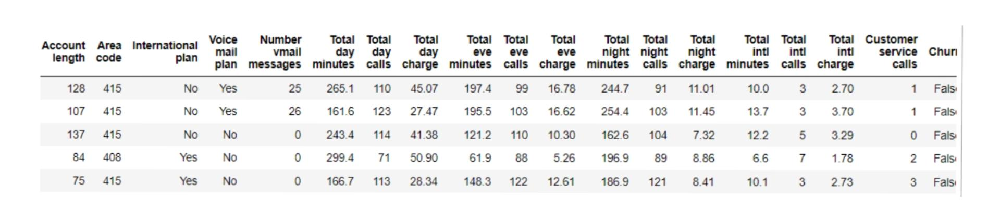 Account length Area code International plan Voice mail plan Number vmail messages Total day minutes Total day calls Total day charge Total eve minutes Total eve calls Total eve charge Total night minutes Total night calls Total night charge Total intl minutes Total intl calls Total intl charge Customer service calls
128 415 No Yes 25 265.1 110 45.07 197.4 99 16.78 244.7 91 11.01 10.0 3 2.70 1
107 415 No Yes 26 161.6 123 27.47 195.5 103 16.62 254.4 103 11.45 13.7 3 3.70 1
137 415 No No 0 243.4 114 41.38 121.2 110 10.30 162.6 104 7.32 12.2 5 3.29 0
84 408 Yes No 0 299.4 71 50.90 61.9 88 5.26 196.9 89 8.86 6.6 7 1.78 2
75 415 Yes No 0 166.7 113 28.34 148.3 122 12.61 186.9 121 8.41 10.1 3 2.73 3